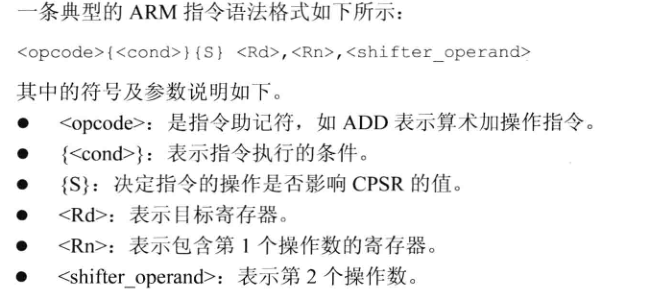 一条典型的 ARM 指令语法格式如下所示：
<opcode>{<cond>}{S} <Rd>,<Rn>,<shifter_operand>
其中的符号及参数说明如下。
● <opcode>：是指令助记符，如 ADD 表示算术加操作指令。
● {<cond>}：表示指令执行的条件。
● {S}：决定指令的操作是否影响 CPSR 的值。
● <Rd>：表示目标寄存器。
● <Rn>：表示包含第 1 个操作数的寄存器。
● <shifter_operand>：表示第 2 个操作数。